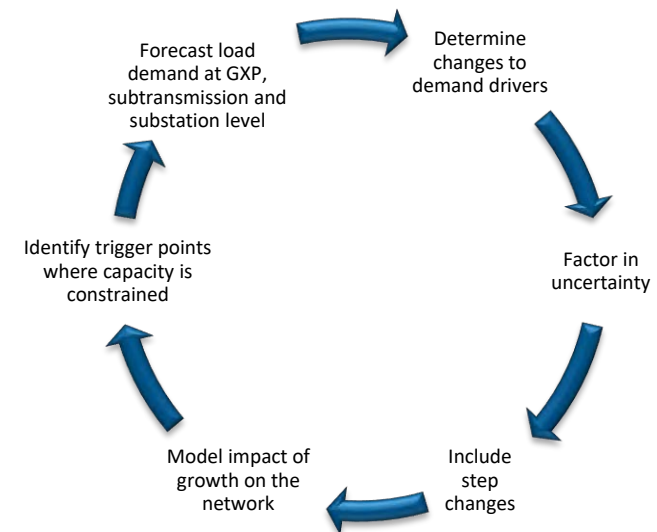 Forecast load
demand at GXP,
subtransmission and
substation level
Determine
changes to
demand drivers
Factor in
uncertainty
Include
step
changes
Model impact of
growth on the
network
Identify trigger points
where capacity is
constrained